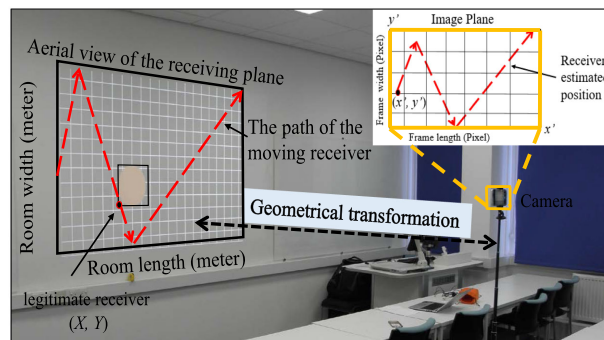 Aerial view of the receiving plane
Room width (meter)
The path of the
moving receiver
Geometrical transformation
Room length (meter)
legitimate receiver
(X, Y)
Camera
y'
Image Plane
Frame width (Pixel)
(x', y')
Receiver
estimated
position
Frame length (Pixel)
x'